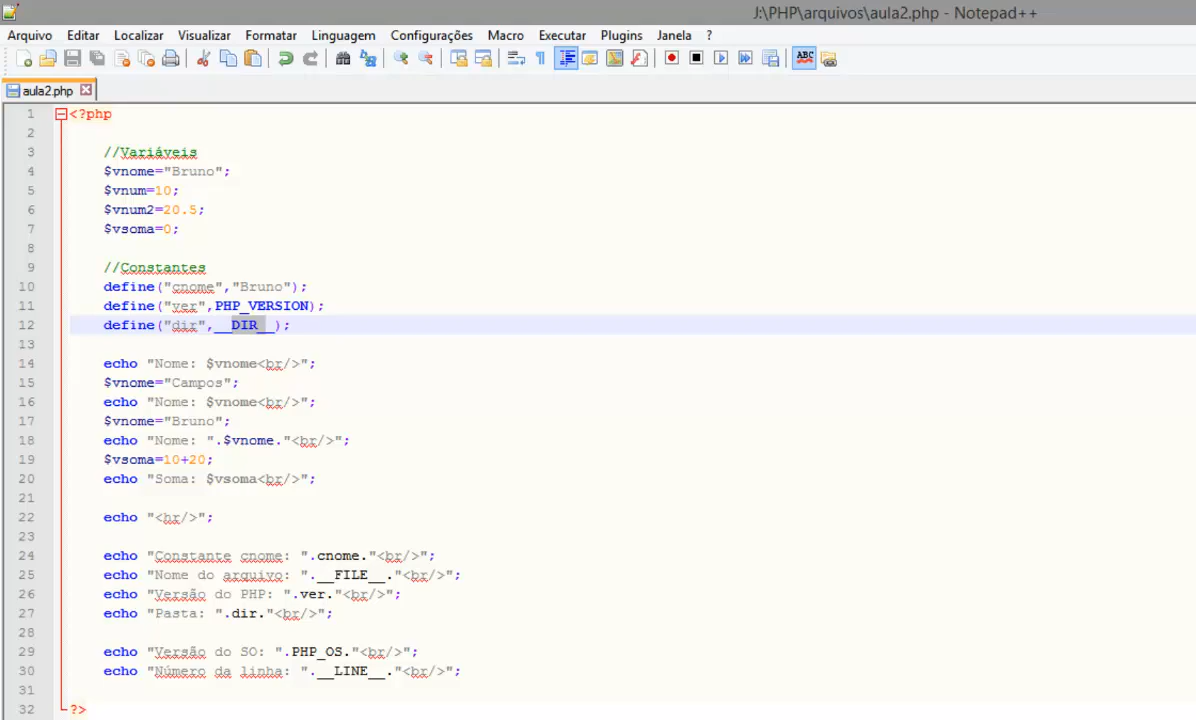 J:\PHP\arquivos\aula2.php - Notepad++
Arquivo Editar Localizar Visualizar Formatar Linguagem Configurações Macro Executar Plugins Janela ?
ABC
aula2.php
1 <?php
2
3 //Variáveis
4 $vnome="Bruno";
5 $vnum=10;
6 $vnum2=20.5;
7 $vsoma=0;
8
9 //Constantes
10 define("cnome","Bruno");
11 define("ver",PHP_VERSION);
12 define("dir",__DIR__);
13
14 echo "Nome: $vnome<br/>";
15 $vnome="Campos";
16 echo "Nome: $vnome<br/>";
17 $vnome="Bruno";
18 echo "Nome: ".$vnome."<br/>";
19 $vsoma=10+20;
20 echo "Soma: $vsoma<br/>";
21
22 echo "<hr/>";
23
24 echo "Constante cnome: ".cnome."<br/>";
25 echo "Nome do arquivo: ".__FILE__."<br/>";
26 echo "Versão do PHP: ".ver."<br/>";
27 echo "Pasta: ".dir."<br/>";
28
29 echo "Versão do SO: ".PHP_OS."<br/>";
30 echo "Número da linha: ".__LINE__."<br/>";
31
32 ?>